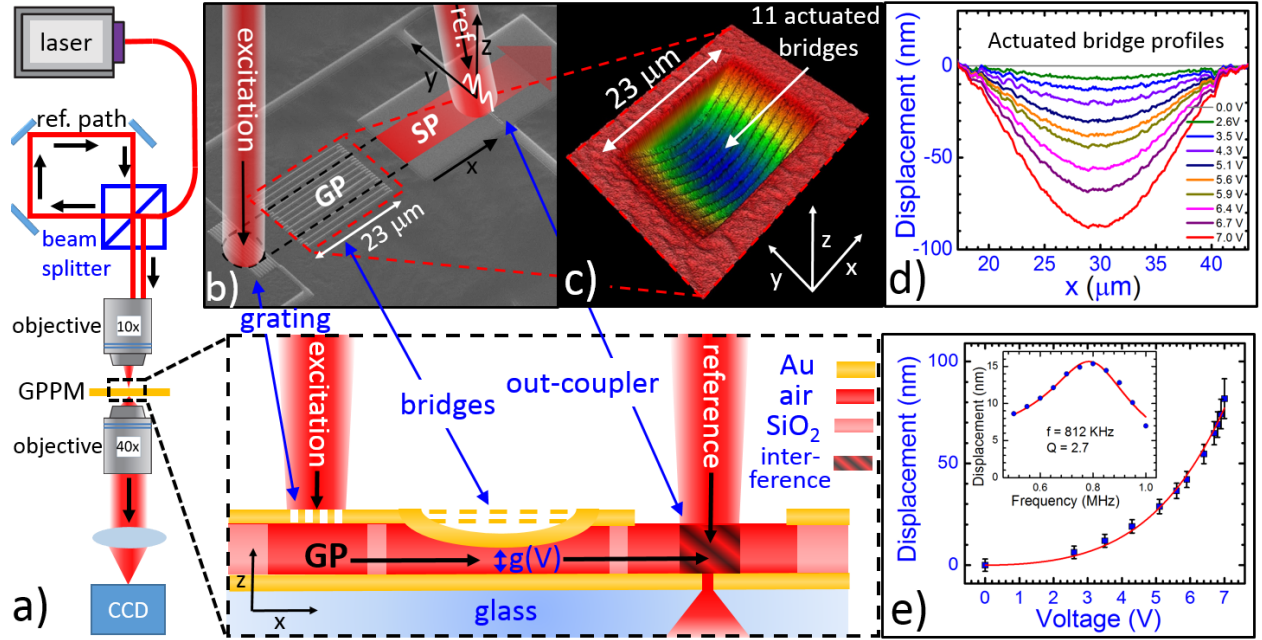 laser
ref. path
beam
splitter
objective
10x
GPPM
objective
40x
CCD
a)
excitation
ref.
z
y
SP
x
GP
23 μm
b)
grating
11 actuated
bridges
23 μm
z
y
x
c)
Displacement (nm)
0
-50
-100
Actuated bridge profiles
0.0 V
2.6V
3.5 V
4.3 V
5.1 V
5.6 V
5.9 V
6.4 V
6.7 V
7.0 V
20
25
30
35
40
x (μm)
d)
excitation
bridges
out-coupler
reference
Au
air
SiO2
inter-
ference
GP
g(V)
z
x
glass
Displacement (nm)
100
50
0
Displacement (nm)
15
10
5
0
f = 812 KHz
Q = 2.7
0.6
0.8
1.0
Frequency (MHz)
0 1 2 3 4 5 6 7
Voltage (V)
e)